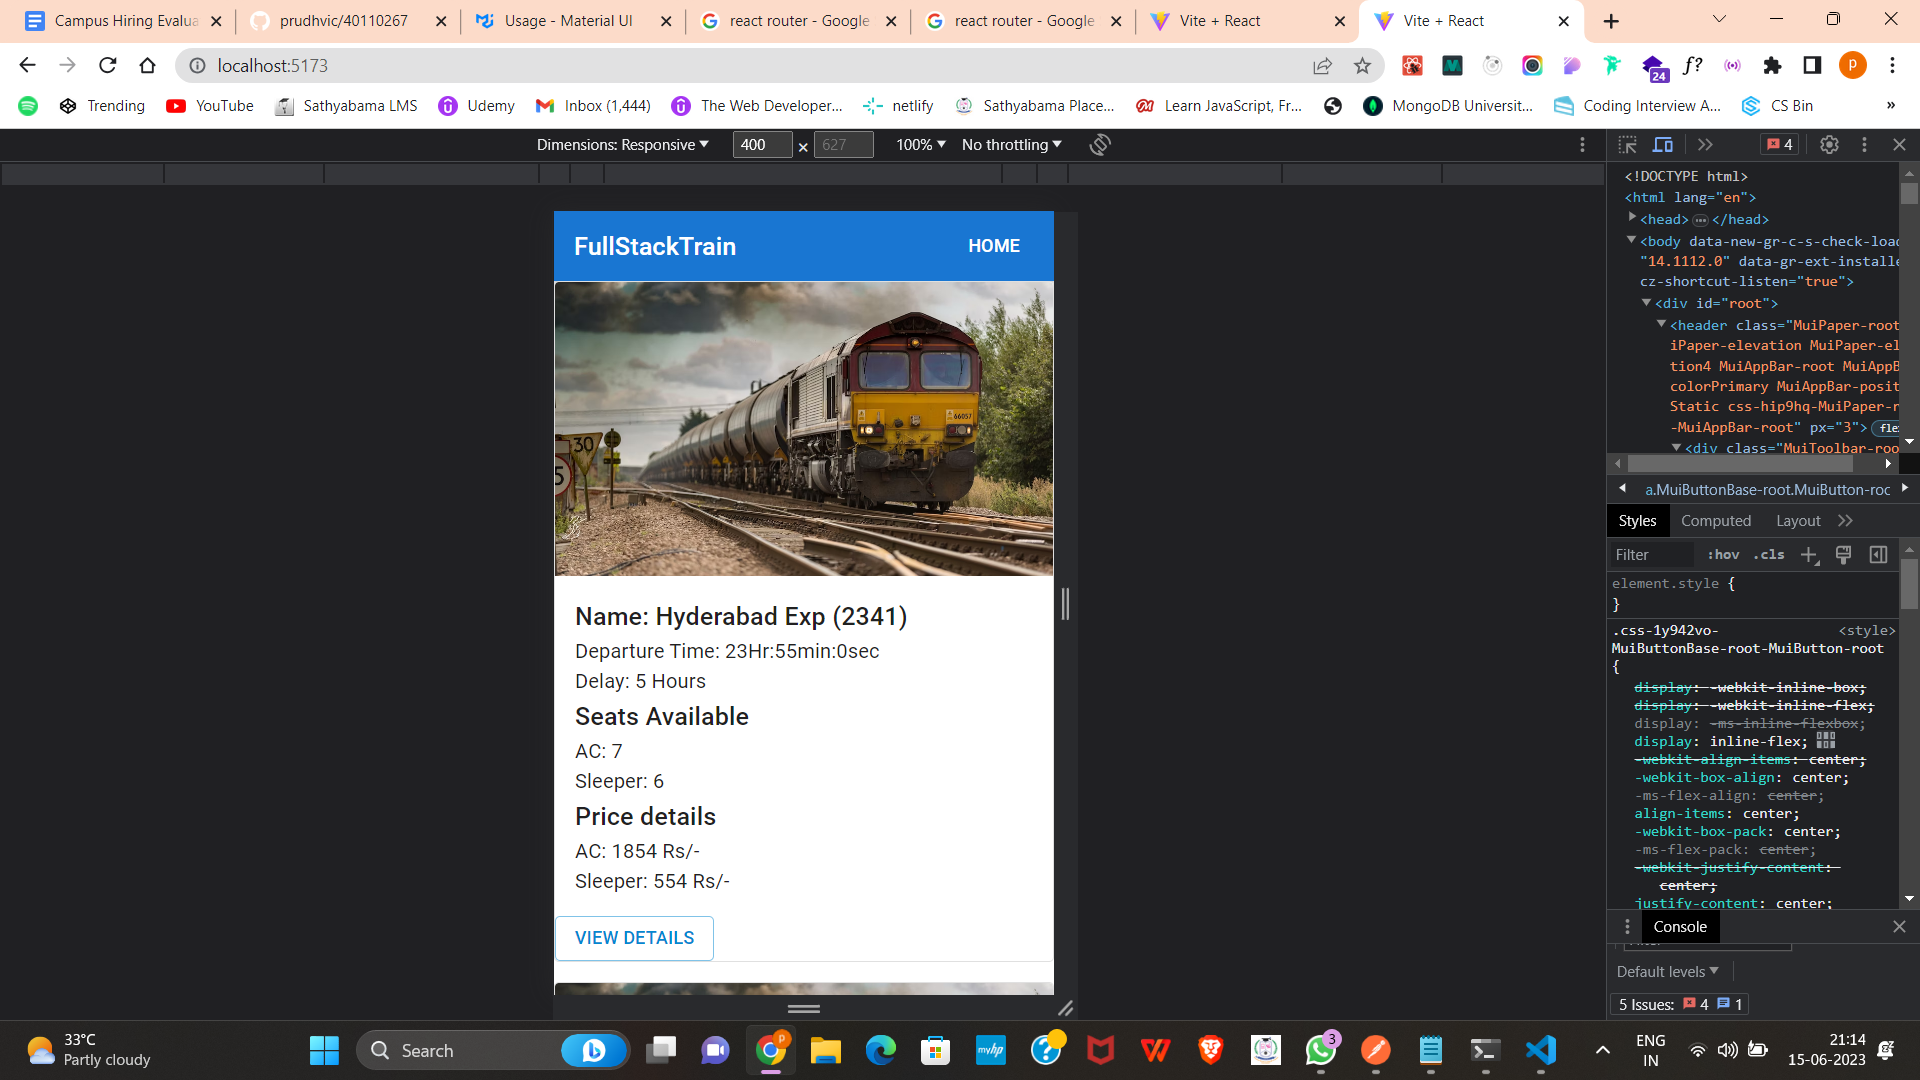 Campus Hiring Evalua
prudhvic/40110267
Usage - Material UI
react router - Google
react router - Google
Vite + React
Vite + React
localhost:5173
24
f?
p
Trending
YouTube
Sathyabama LMS
Udemy
Inbox (1,444)
The Web Developer...
netlify
Sathyabama Place...
Learn JavaScript, Fr...
MongoDB Universit...
Coding Interview A...
CS Bin
»
Dimensions: Responsive
400
×
627
100%
No throttling
4
FullStackTrain
HOME
30
5
66057
Name: Hyderabad Exp (2341)
Departure Time: 23Hr:55min:0sec
Delay: 5 Hours
Seats Available
AC: 7
Sleeper: 6
Price details
AC: 1854 Rs/-
Sleeper: 554 Rs/-
VIEW DETAILS
<!DOCTYPE html>
<html lang="en">
<head>
</head>
<body data-new-gr-c-s-check-load
"14.1112.0" data-gr-ext-installe
cz-shortcut-listen="true">
<div id="root">
<header class="MuiPaper-root
iPaper-elevation MuiPaper-el
tion4 MuiAppBar-root MuiAppB
colorPrimary MuiAppBar-posit
Static css-hip9hq-MuiPaper-r
-MuiAppBar-root" px="3"> fle
<div class="MuiToolbar-roo
a.MuiButtonBase-root.MuiButton-roo
Styles
Computed
Layout
Filter
:hov
.cls
element.style {
}
.css-1y942vo-
<style>
MuiButtonBase-root-MuiButton-root
{
display: -webkit-inline-box;
display: -webkit-inline-flex;
display: -ms-inline-flexbox;
display: inline-flex;
-webkit-align-items: center;
-webkit-box-align: center;
-ms-flex-align: center;
align-items: center;
-webkit-box-pack: center;
-ms-flex-pack: center;
-webkit-justify-content:
center;
justify-content: center;
Console
Default levels
5 Issues: 4 1
33°C
Partly cloudy
Search
P
myhp
3
ENG
IN
21:14
15-06-2023